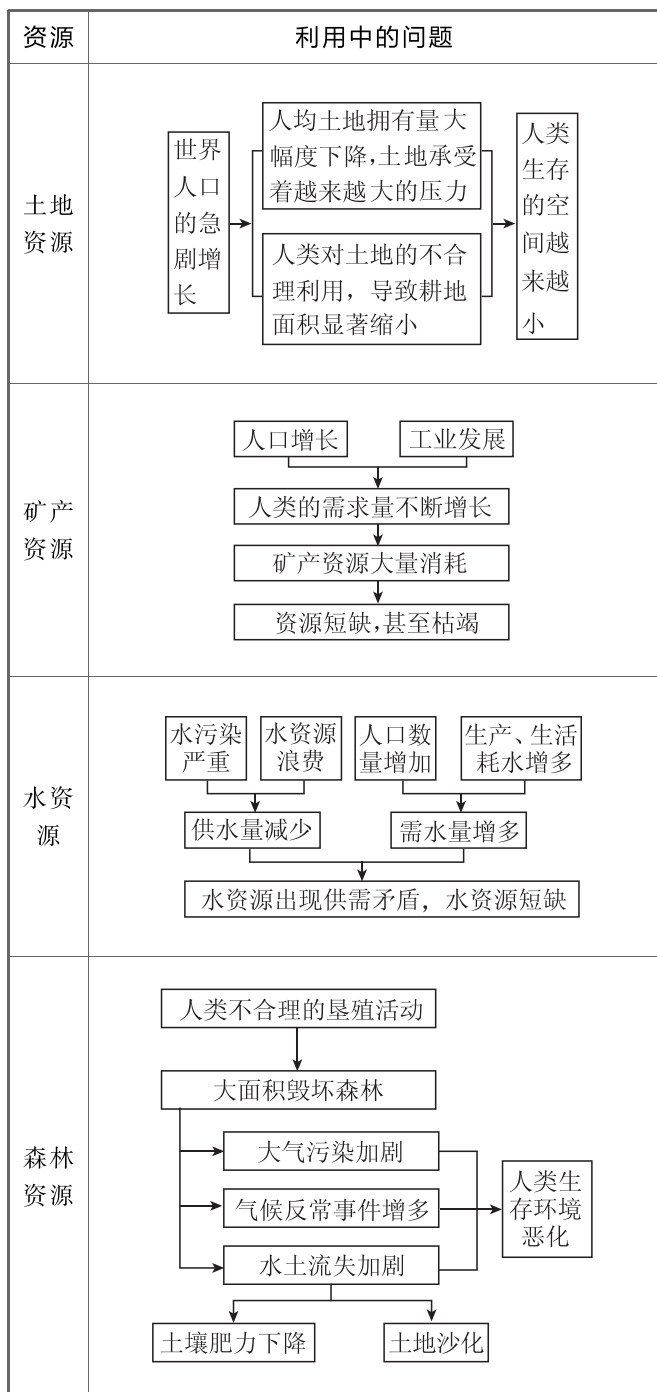 资源
利用中的问题
土地
资源
世界
人口
的急
剧增
长
人均土地拥有量大
幅度下降,土地承受
着越来越大的压力
人类对土地的不合
理利用，导致耕地
面积显著缩小
人类
生存
的空
间越
来越
小
矿产
资源
人口增长
工业发展
人类的需求量不断增长
矿产资源大量消耗
资源短缺,甚至枯竭
水资
源
水污染
严重
水资源
浪费
人口数
量增加
生产、生活
耗水增多
供水量减少
需水量增多
水资源出现供需矛盾，水资源短缺
森林
资源
人类不合理的垦殖活动
大面积毁坏森林
大气污染加剧
气候反常事件增多
水土流失加剧
人类生
存环境
恶化
土壤肥力下降
土地沙化